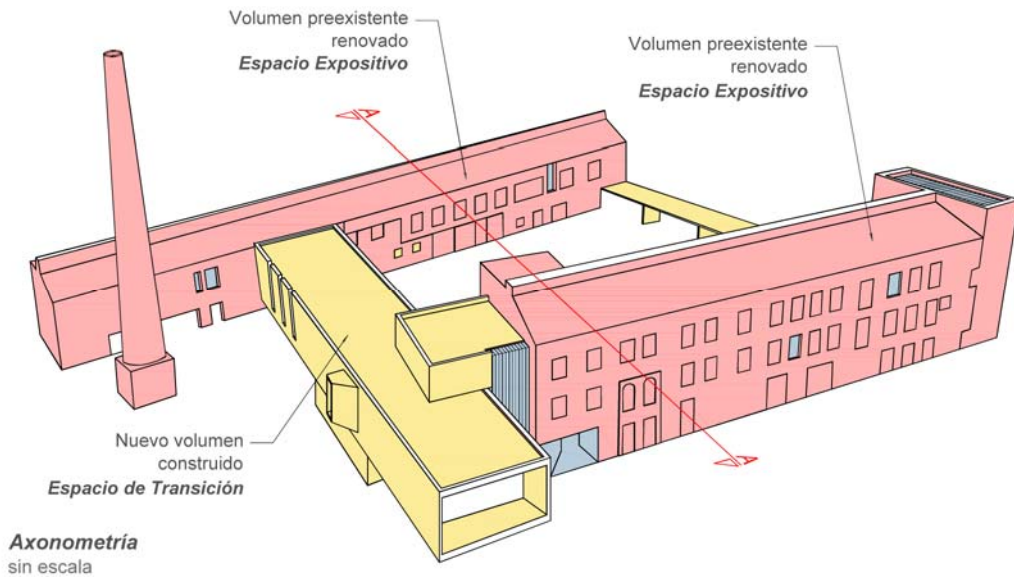 Volumen preexistente
renovado
Espacio Expositivo
Volumen preexistente
renovado
Espacio Expositivo
A
A
Nuevo volumen
construido
Espacio de Transición
Axonometría
sin escala